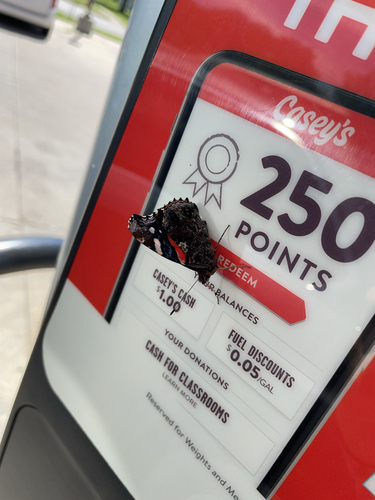 Casey's
250
POINTS
REDEEM
BALANCES
CASEY'S CASH
$1.00
FUEL DISCOUNTS
$0.05/GAL
YOUR DONATIONS
CASH FOR CLASSROOMS
LEARN MORE
Reserved for Weights and Me